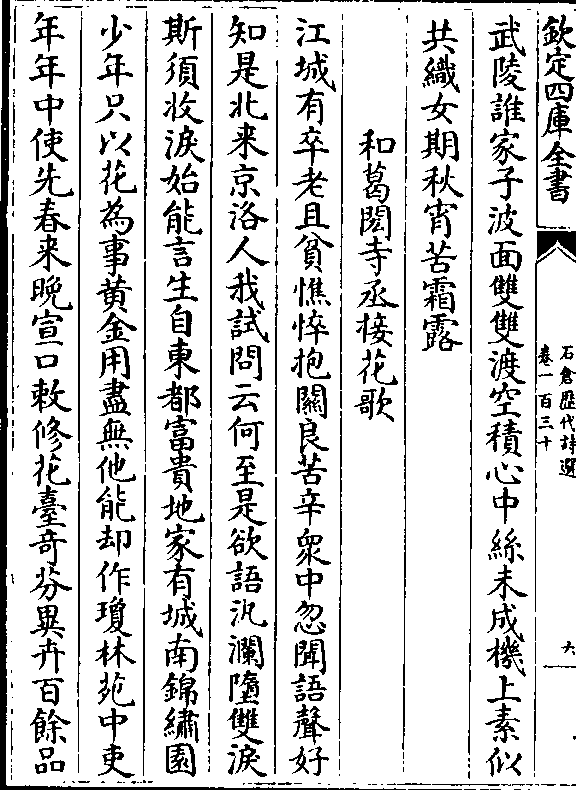 欽定四庫全書
石倉歷代詩選
卷一百三十
六
武陵誰家子波面雙雙渡空積心中絲未成機上素似
共織女期秋宵苦霜露
和葛閎寺丞接花歌
江城有卒老且貧憔悴抱關良苦辛衆中忽聞語聲好
知是北来京洛人我試問云何至是欲語汍瀾墮雙淚
斯須收淚始能言生自東都富貴地家有城南錦繡園
少年只以花為事黄金用盡無他能却作瓊林苑中吏
年年中使先春来晚宣口敕修花臺竒芬異卉百餘品